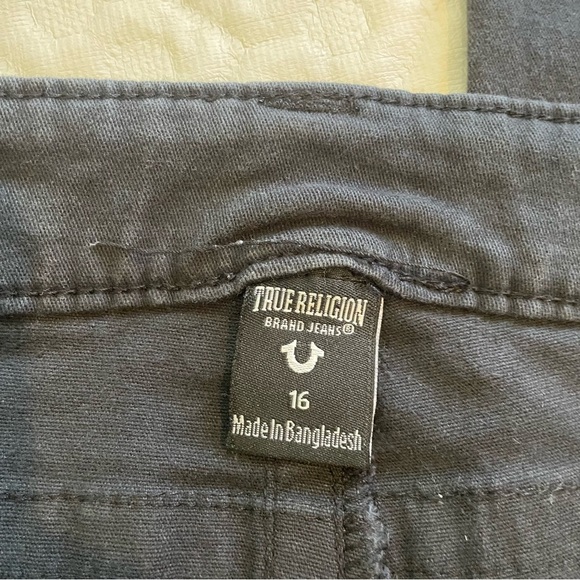 TRUE RELIGION
BRAND JEANS®
16
Made In Bangladesh